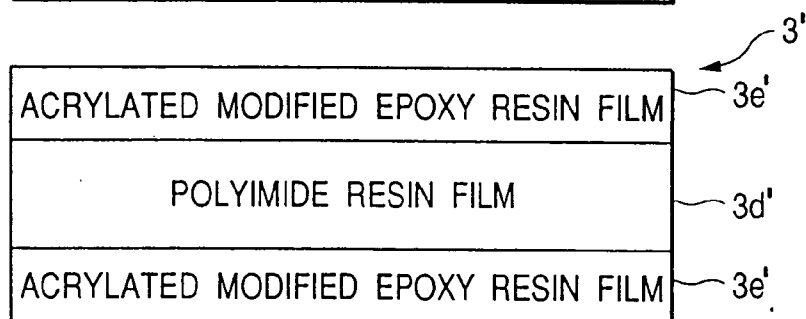 3'
ACRYLATED MODIFIED EPOXY RESIN FILM 3e'
POLYIMIDE RESIN FILM 3d'
ACRYLATED MODIFIED EPOXY RESIN FILM 3e'